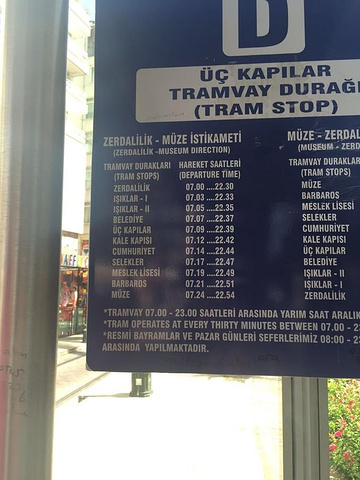 D
ÜÇ KAPILAR
TRAMVAY DURAĞI
(TRAM STOP)
ZERDALİLİK - MÜZE İSTİKAMETİ
(ZERDALİLİK -MUSEUM DIRECTION)
TRAMVAY DURAKLARI HAREKET SAATLERİ
(TRAM STOPS) (DEPARTURE TIME)
ZERDALİLİK 07.00 ....22.30
IŞIKLAR - I 07.03 ....22.33
IŞIKLAR - II 07.05 ....22.35
BELEDİYE 07.07 ....22.37
ÜÇ KAPILAR 07.09 ....22.39
KALE KAPISI 07.12 ....22.42
CUMHURİYET 07.14 ....22.44
SELEKLER 07.17 ....22.47
MESLEK LİSESİ 07.19 ....22.49
BARBAROS 07.21 ....22.51
MÜZE 07.24 ....22.54
MÜZE - ZERDAL
(MUSEUM - ZERD
TRAMVAY DURAKL
(TRAM STOPS)
MÜZE
BARBAROS
MESLEK LİSESİ
SELEKLER
CUMHURİYET
KALE KAPISI
ÜÇ KAPILAR
BELEDİYE
IŞIKLAR - II
IŞIKLAR - I
ZERDALİLİK
*TRAMVAY 07.00 - 23.00 SAATLERİ ARASINDA YARIM SAAT ARALIK
*TRAM OPERATES AT EVERY THIRTY MINUTES BETWEEN 07.00 - 23
*RESMİ BAYRAMLAR VE PAZAR GÜNLERİ SEFERLERİMİZ 08:00 - 23
ARASINDA YAPILMAKTADIR.